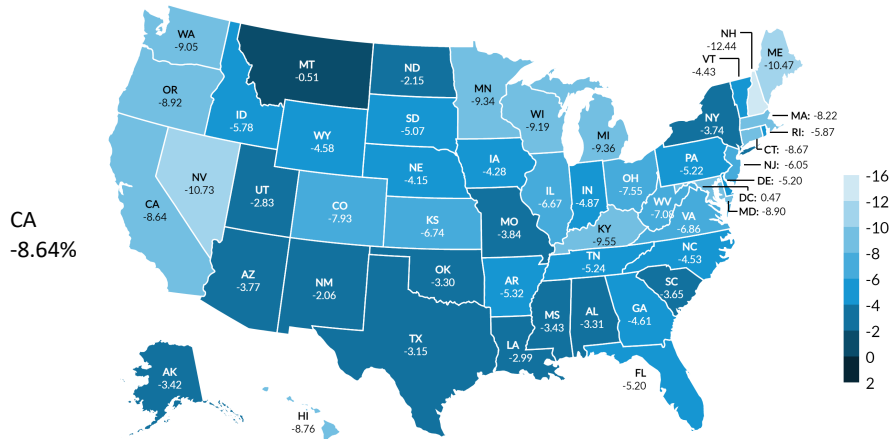 WA
-9.05
OR
-8.92
CA
-8.64
NV
-10.73
ID
-5.78
MT
-0.51
WY
-4.58
UT
-2.83
CO
-7.93
AZ
-3.77
NM
-2.06
ND
-2.15
SD
-5.07
NE
-4.15
KS
-6.74
OK
-3.30
TX
-3.15
MN
-9.34
IA
-4.28
MO
-3.84
AR
-5.32
LA
-2.99
WI
-9.19
IL
-6.67
MI
-9.36
IN
-4.87
OH
-7.55
KY
-9.55
TN
-5.24
MS
-3.43
AL
-3.31
GA
-4.61
FL
-5.20
SC
-3.65
NC
-4.53
VA
-6.86
WV
-7.08
PA
-5.22
NY
-3.74
VT
-4.43
NH
-12.44
ME
-10.47
MA: -8.22
RI: -5.87
CT: -8.67
NJ: -6.05
DE: -5.20
DC: 0.47
MD: -8.90
AK
-3.42
HI
-8.76
CA
-8.64%
-16
-12
-10
-8
-6
-4
-2
0
2